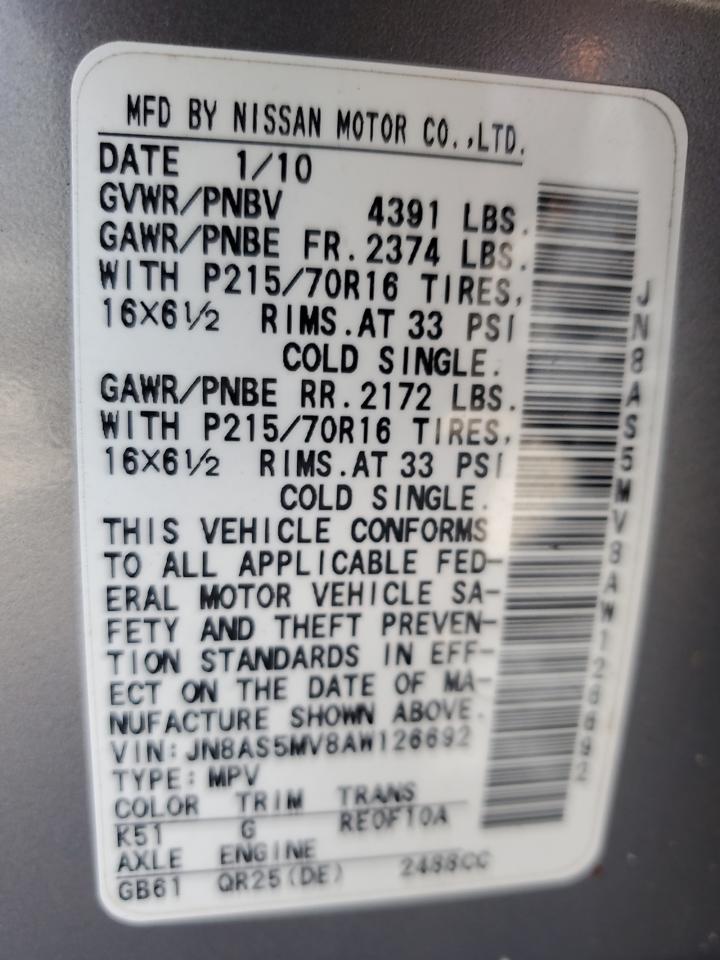 MFD BY NISSAN MOTOR CO.,LTD.
DATE 1/10
GVWR/PNBV 4391 LBS.
GAWR/PNBE FR.2374 LBS.
WITH P215/70R16 TIRES,
16×6½ RIMS.AT 33 PSI
COLD SINGLE.
GAWR/PNBE RR.2172 LBS.
WITH P215/70R16 TIRES,
16×6½ RIMS.AT 33 PSI
COLD SINGLE.
THIS VEHICLE CONFORMS
TO ALL APPLICABLE FED-
ERAL MOTOR VEHICLE SA-
FETY AND THEFT PREVEN-
TION STANDARDS IN EFF-
ECT ON THE DATE OF MA-
NUFACTURE SHOWN ABOVE.
VIN:JN8AS5MV8AW126692
TYPE:MPV
COLOR TRIM TRANS
K51 G RE0F10A
AXLE ENGINE
GB61 QR25(DE) 2488CC
JN8AS5MV8AW126692